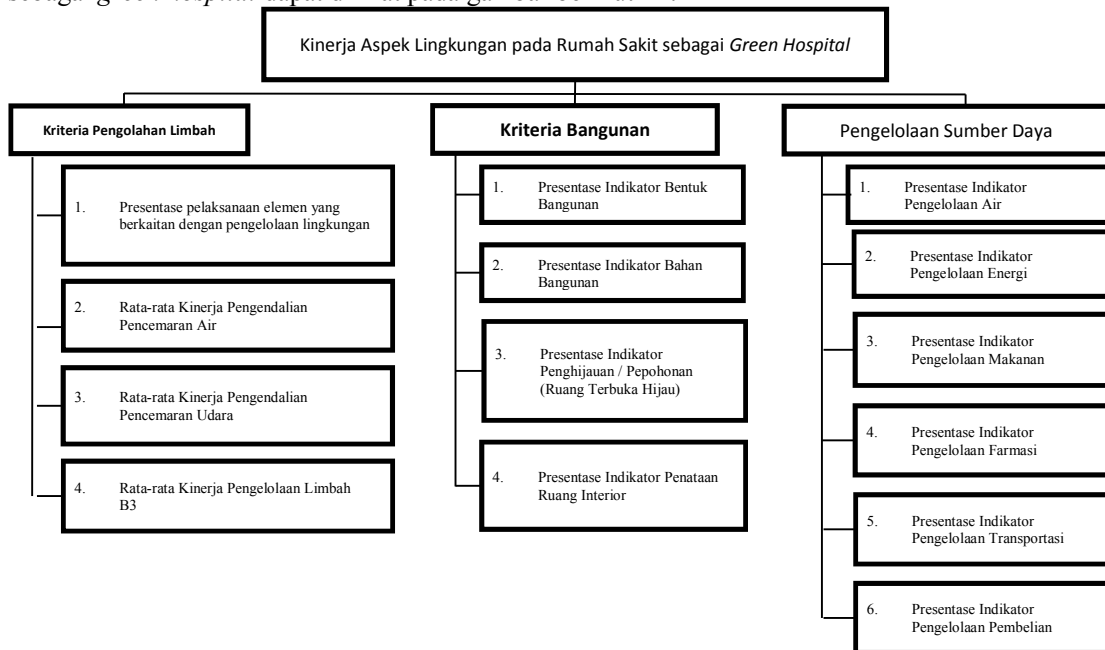 dapat dilihat pada gambar
Kinerja Aspek Lingkungan pada Rumah Sakit sebagai Green Hospital
Kriteria Pengolahan Limbah
1. Presentase pelaksanaan elemen yang
berkaitan dengan pengelolaan lingkungan
2. Rata-rata Kinerja Pengendalian
Pencemaran Air
3. Rata-rata Kinerja Pengendalian
Pencemaran Udara
4. Rata-rata Kinerja Pengelolaan Limbah
B3
Kriteria Bangunan
1. Presentase Indikator Bentuk
Bangunan
2. Presentase Indikator Bahan
Bangunan
3. Presentase Indikator
Penghijauan / Pepohonan
(Ruang Terbuka Hijau)
4. Presentase Indikator Penataan
Ruang Interior
Pengelolaan Sumber Daya
1. Presentase Indikator
Pengelolaan Air
2. Presentase Indikator
Pengelolaan Energi
3. Presentase Indikator
Pengelolaan Makanan
4. Presentase Indikator
Pengelolaan Farmasi
5. Presentase Indikator
Pengelolaan Transportasi
6. Presentase Indikator
Pengelolaan Pembelian